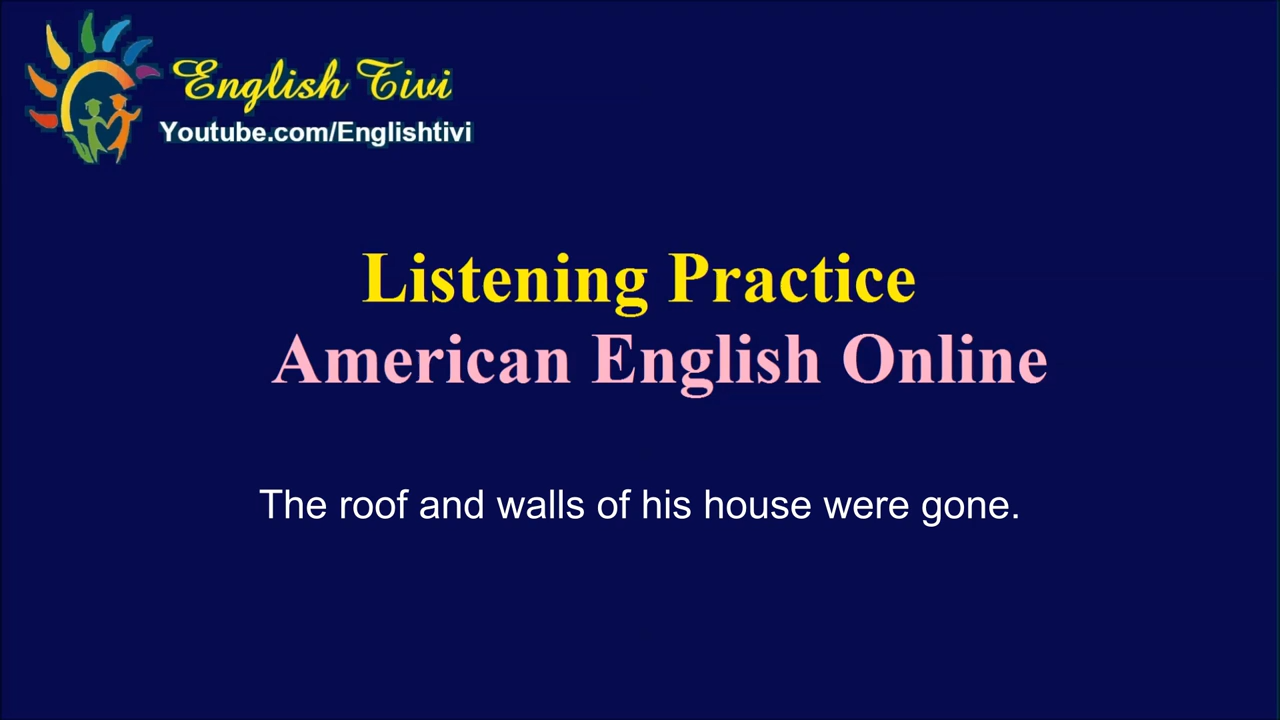 English Tivi
Youtube.com/Englishtivi
Listening Practice
American English Online
The roof and walls of his house were gone.